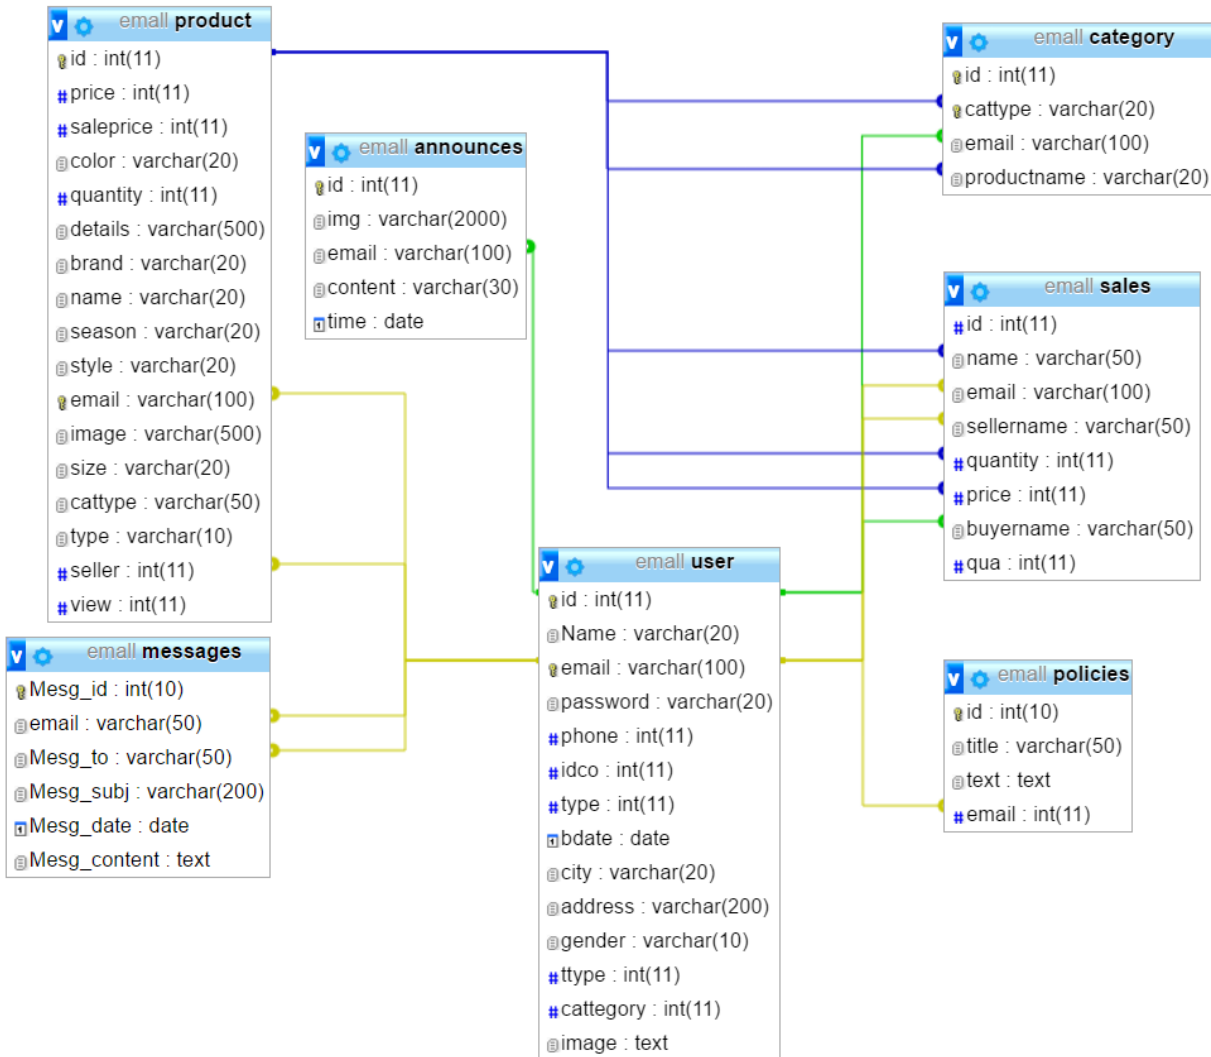 emall product
id : int(11)
price : int(11)
saleprice : int(11)
color : varchar(20)
quantity : int(11)
details : varchar(500)
brand : varchar(20)
name : varchar(20)
season : varchar(20)
style : varchar(20)
email : varchar(100)
image : varchar(500)
size : varchar(20)
cattype : varchar(50)
type : varchar(10)
seller : int(11)
view : int(11)
emall announces
id : int(11)
img : varchar(2000)
email : varchar(100)
content : varchar(30)
time : date
emall category
id : int(11)
cattype : varchar(20)
email : varchar(100)
productname : varchar(20)
emall sales
id : int(11)
name : varchar(50)
email : varchar(100)
sellername : varchar(50)
quantity : int(11)
price : int(11)
buyername : varchar(50)
qua : int(11)
emall messages
Mesg_id : int(10)
email : varchar(50)
Mesg_to : varchar(50)
Mesg_subj : varchar(200)
Mesg_date : date
Mesg_content : text
emall user
id : int(11)
Name : varchar(20)
email : varchar(100)
password : varchar(20)
phone : int(11)
idco : int(11)
type : int(11)
bdate : date
city : varchar(20)
address : varchar(200)
gender : varchar(10)
ttype : int(11)
cattegory : int(11)
image : text
emall policies
id : int(10)
title : varchar(50)
text : text
email : int(11)